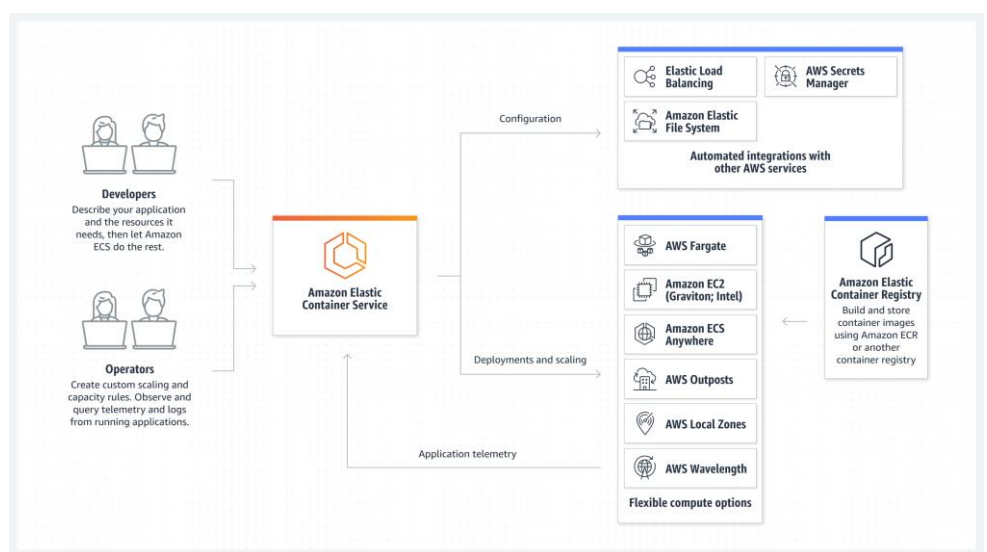 Developers
Describe your application
and the resources it
needs, then let Amazon
ECS do the rest.
Operators
Create custom scaling and
capacity rules. Observe and
query telemetry and logs
from running applications.
Amazon Elastic
Container Service
Configuration
Deployments and scaling
Application telemetry
Elastic Load
Balancing
AWS Secrets
Manager
Amazon Elastic
File System
Automated integrations with
other AWS services
AWS Fargate
Amazon EC2
(Graviton; Intel)
Amazon ECS
Anywhere
AWS Outposts
AWS Local Zones
AWS Wavelength
Flexible compute options
Amazon Elastic
Container Registry
Build and store
container images
using Amazon ECR
or another
container registry